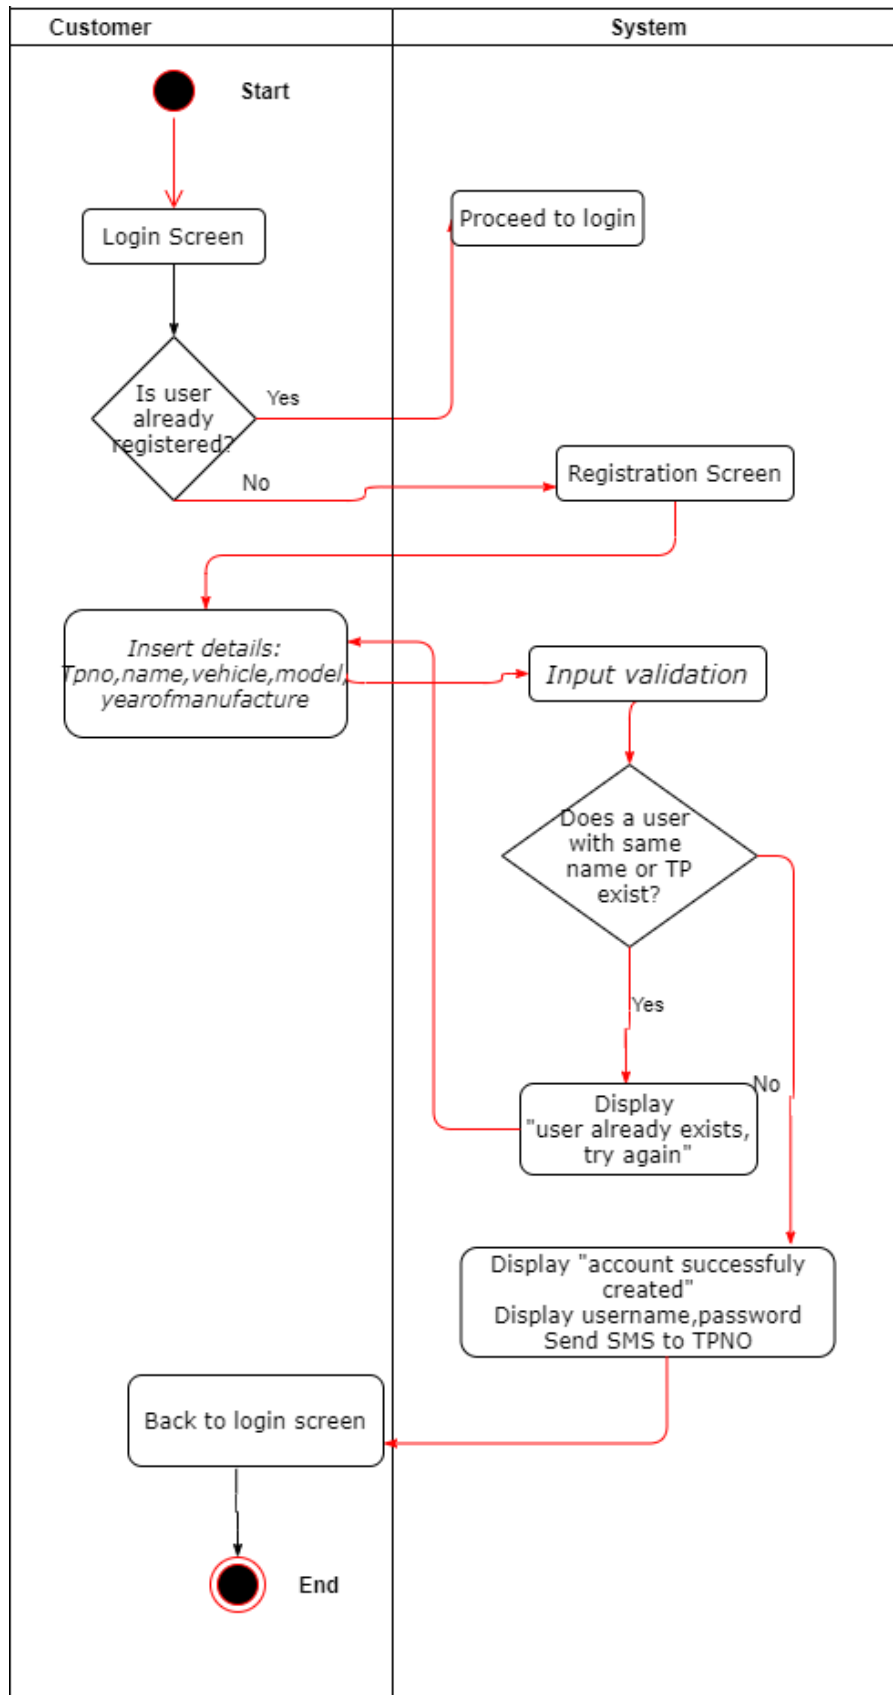 Customer
System
Start
Login Screen
Proceed to login
Is user
already
registered?
Yes
No
Registration Screen
Insert details:
Tpno,name,vehicle,model,
yearofmanufacture
Input validation
Does a user
with same
name or TP
exist?
Yes
No
Display
"user already exists,
try again"
Display "account successfuly
created"
Display username,password
Send SMS to TPNO
Back to login screen
End